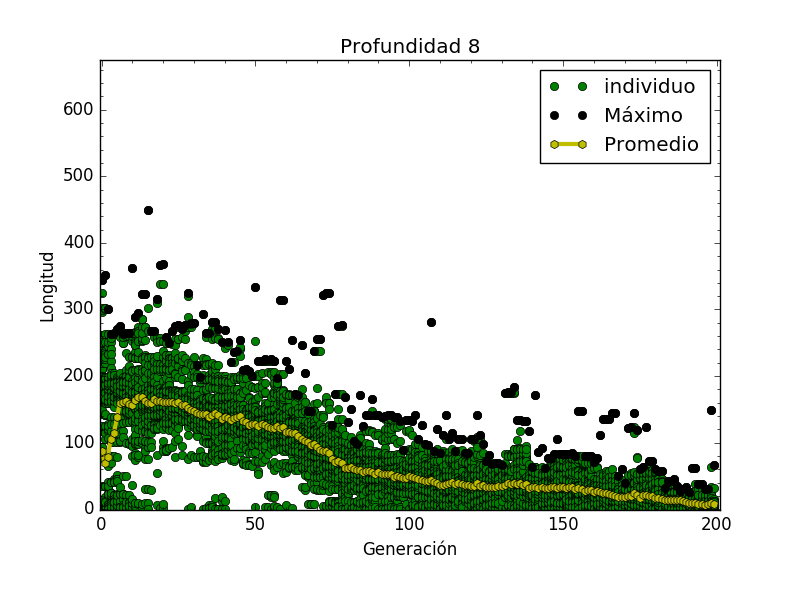 Profundidad 8
individuo
Máximo
Promedio
600
500
400
300
200
100
0
Longitud
0 50 100 150 200
Generación